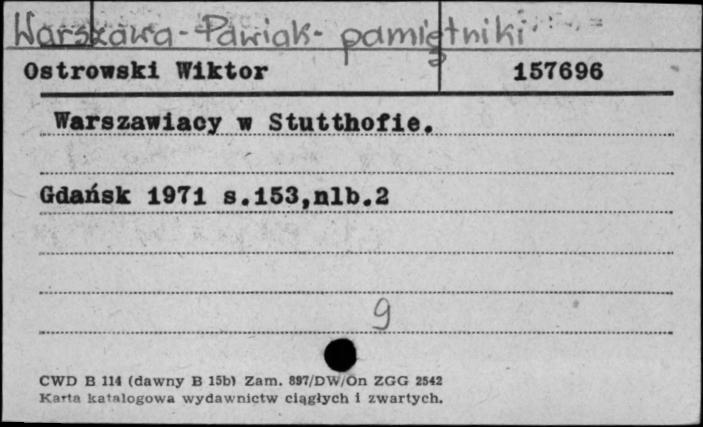 Warszawa - Pawiak - pamiętniki
Ostrowski Wiktor 157696
Warszawiacy w Stutthofie.
Gdańsk 1971 s.153,nlb.2
9
CWD B 114 (dawny B 15b) Zam. 897/DW/On ZGG 2542
Karta katalogowa wydawnictw ciągłych i zwartych.